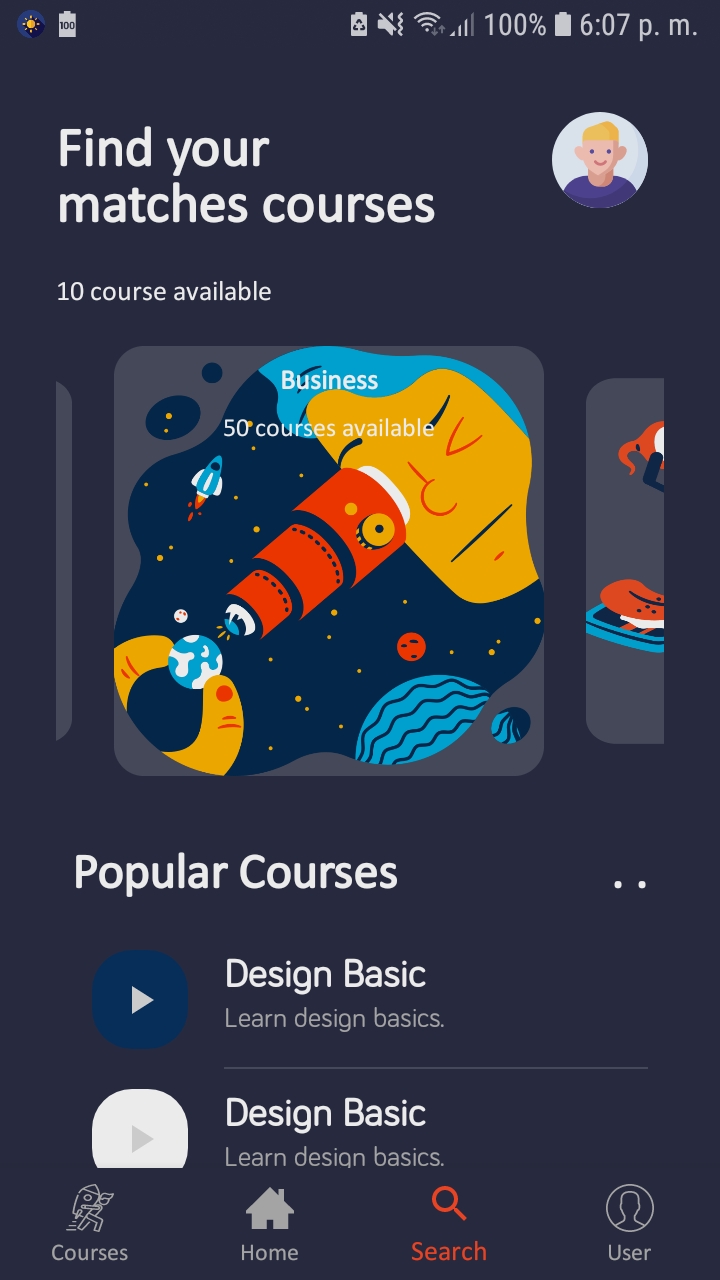 100
100% 6:07 p. m.
Find your
matches courses
10 course available
Business
50 courses available
Popular Courses
. .
Design Basic
Learn design basics.
Design Basic
Learn design basics.
Courses Home Search User